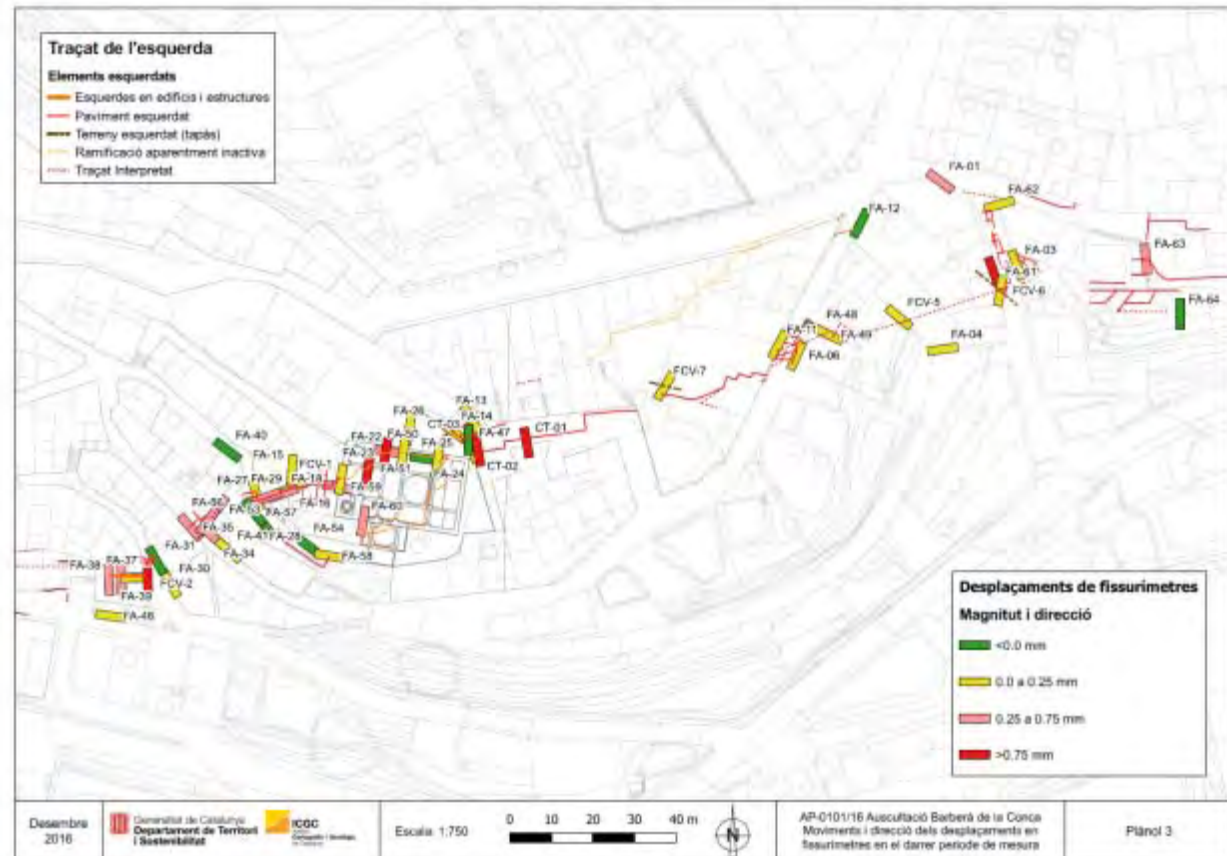 Traçat de l'esquerda
Elements esquerdats
Esquerdes en edificis i estructures
Paviment esquerdat
Terreny esquerdat (tapàs)
Ramificació aparentment inactiva
Traçat Interpretat
FA-01
FA-62
FA-12
FA-03
FA-63
FA-61
FCV-6
FA-64
FCV-5
FA-48
FA-49
FA-11
FA-04
FA-06
FCV-7
FA-13
FA-26
FA-14
CT-03
FA-47
CT-01
FA-22
FA-50
FA-40
FA-25
FA-15
FA-23
FCV-1
FA-51
CT-02
FA-24
FA-27
FA-29
FA-18
FA-59
FA-16
FA-56
FA-53
FA-57
FA-60
FA-35
FA-41
FA-28
FA-54
FA-31
FA-34
FA-58
FA-38
FA-37
FA-30
FCV-2
FA-39
FA-46
Desplaçaments de fissurimetres
Magnitut i direcció
<0.0 mm
0.0 a 0.25 mm
0.25 a 0.75 mm
>0.75 mm
Desembre
2016
Generalitat de Catalunya
Departament de Territori
i Sostenibilitat
ICGC
Escala: 1:750
0 10 20 30 40 m
N
AP-0101/16 Auscultació Barberà de la Conca
Moviments i direcció dels desplaçaments en
fissurimetres en el darrer periode de mesura
Plànol 3